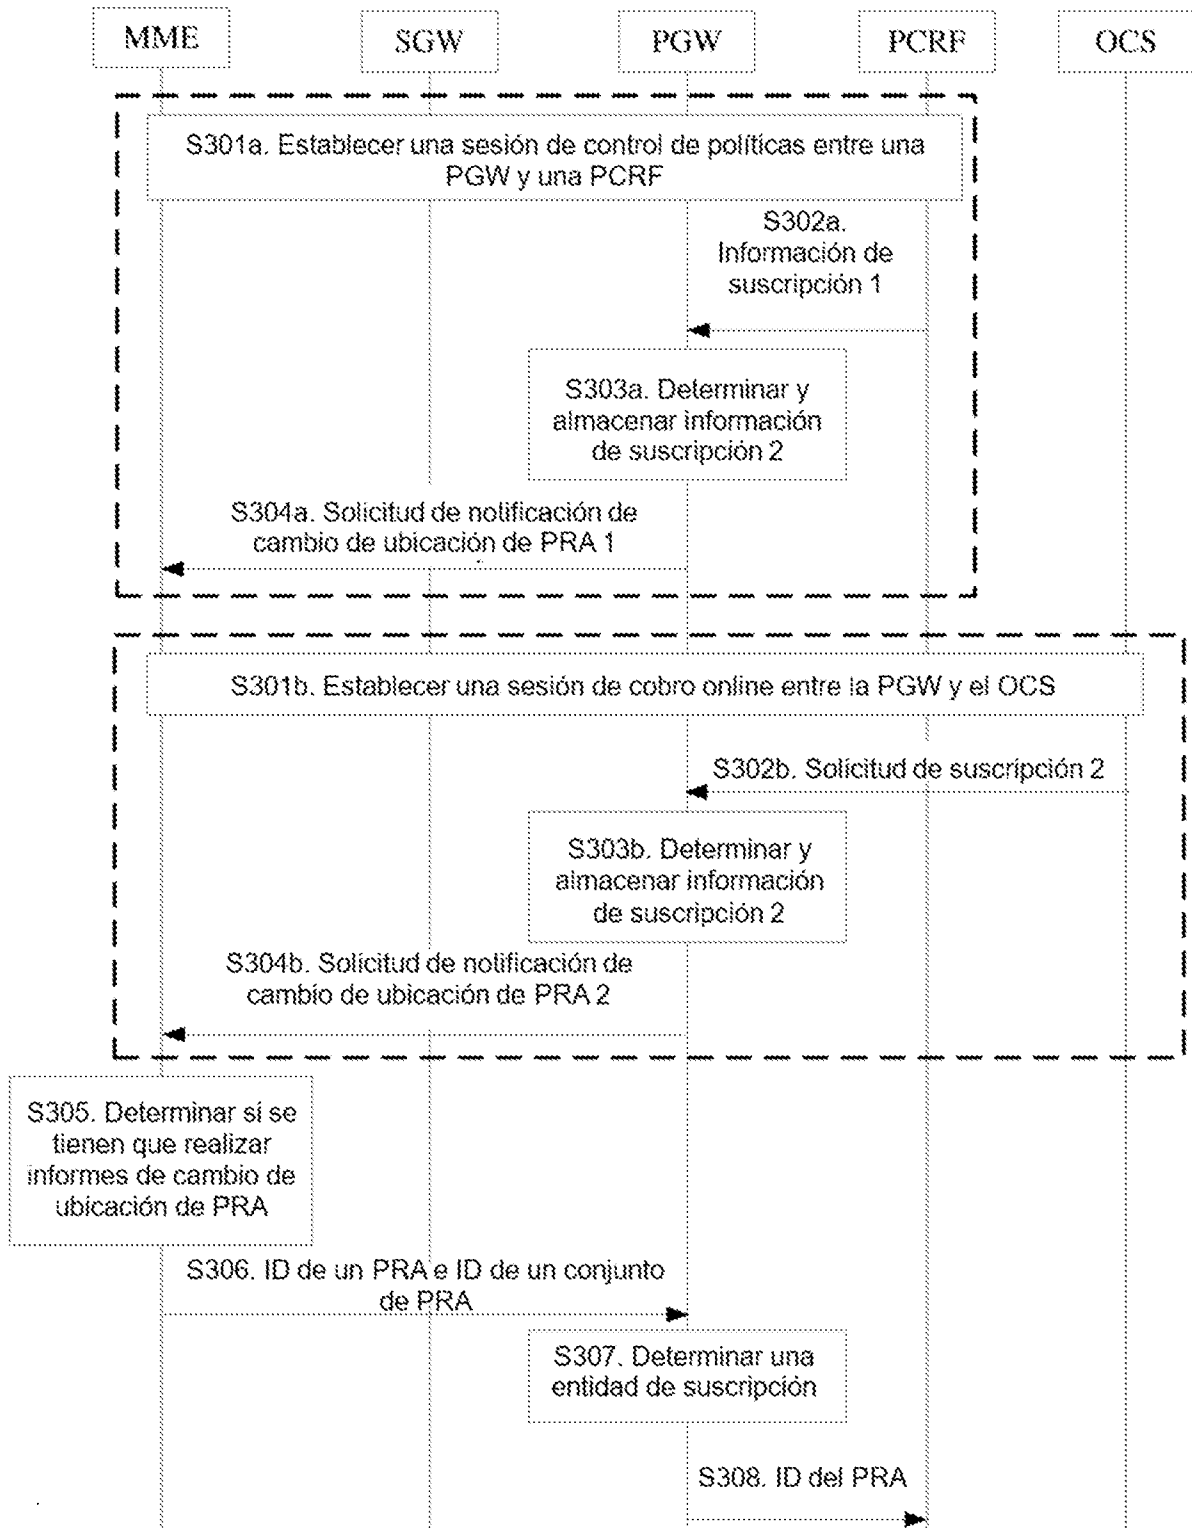 MME
SGW
PGW
PCRF
OCS
S301a. Establecer una sesión de control de políticas entre una
PGW y una PCRF
S302a.
Información de
suscripción 1
S303a. Determinar y
almacenar información
de suscripción 2
S304a. Solicitud de notificación de
cambio de ubicación de PRA 1
S301b. Establecer una sesión de cobro online entre la PGW y el OCS
S302b. Solicitud de suscripción 2
S303b. Determinar y
almacenar información
de suscripción 2
S304b. Solicitud de notificación de
cambio de ubicación de PRA 2
S305. Determinar si se
tienen que realizar
informes de cambio de
ubicación de PRA
S306. ID de un PRA e ID de un conjunto
de PRA
S307. Determinar una
entidad de suscripción
S308. ID del PRA